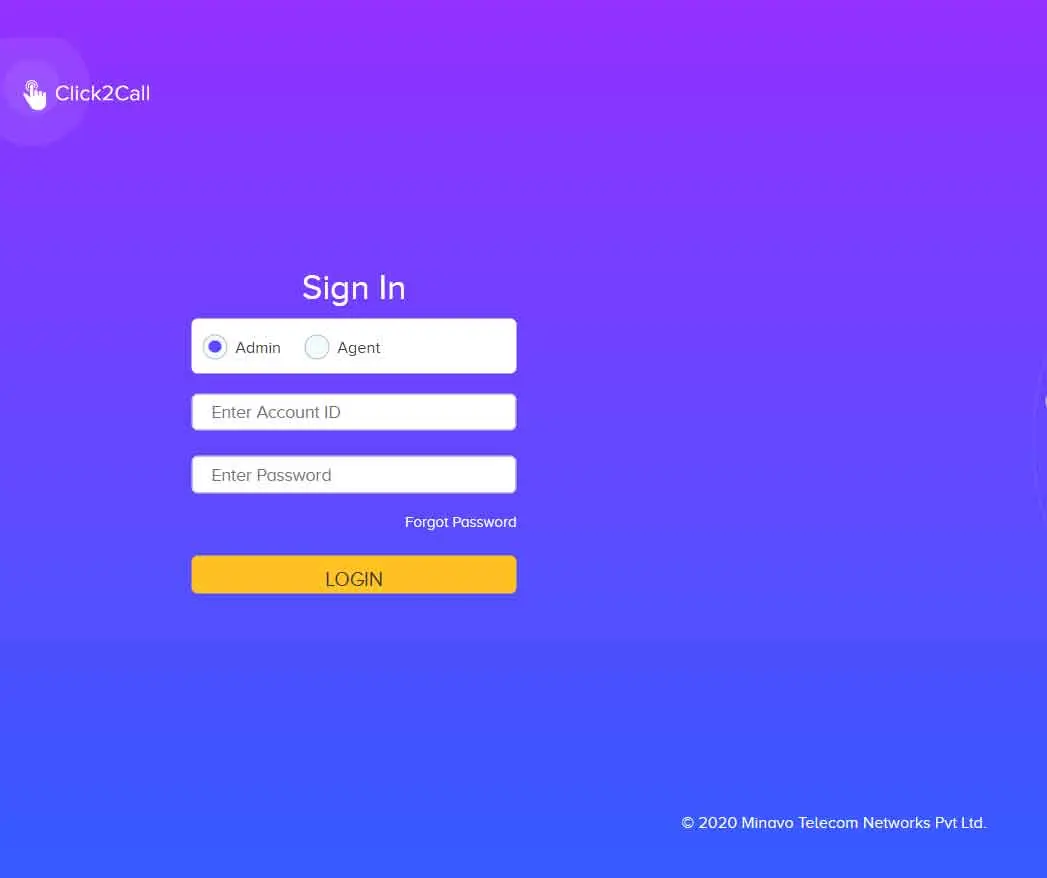 Click2Call
Sign In
Admin Agent
Enter Account ID
Enter Password
Forgot Password
LOGIN
© 2020 Minavo Telecom Networks Pvt Ltd.